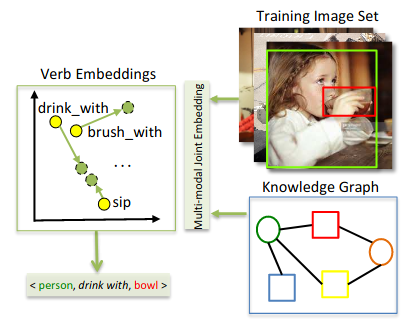 Training Image Set
Verb Embeddings
drink_with
brush_with
...
sip
Multi-modal Joint Embedding
Knowledge Graph
< person, drink with, bowl >